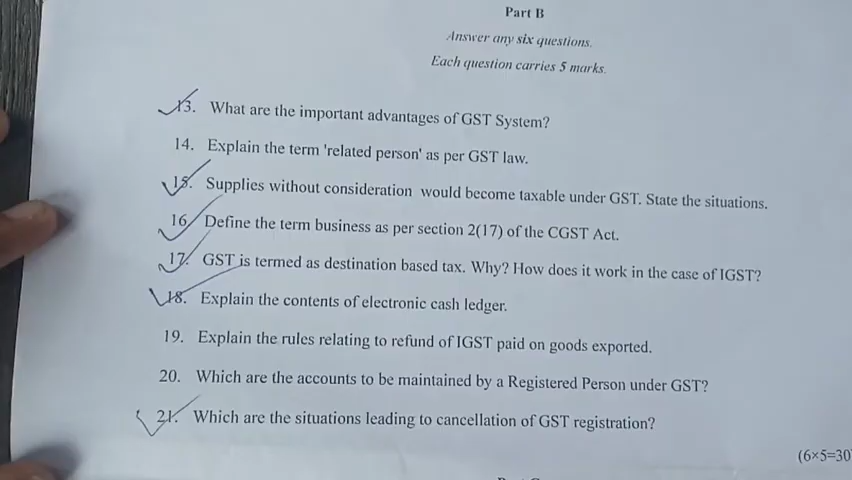 Part B
Answer any six questions.
Each question carries 5 marks.
13. What are the important advantages of GST System?
14. Explain the term 'related person' as per GST law.
15. Supplies without consideration would become taxable under GST. State the situations.
16. Define the term business as per section 2(17) of the CGST Act.
17. GST is termed as destination based tax. Why? How does it work in the case of IGST?
18. Explain the contents of electronic cash ledger.
19. Explain the rules relating to refund of IGST paid on goods exported.
20. Which are the accounts to be maintained by a Registered Person under GST?
21. Which are the situations leading to cancellation of GST registration?
(6×5=30